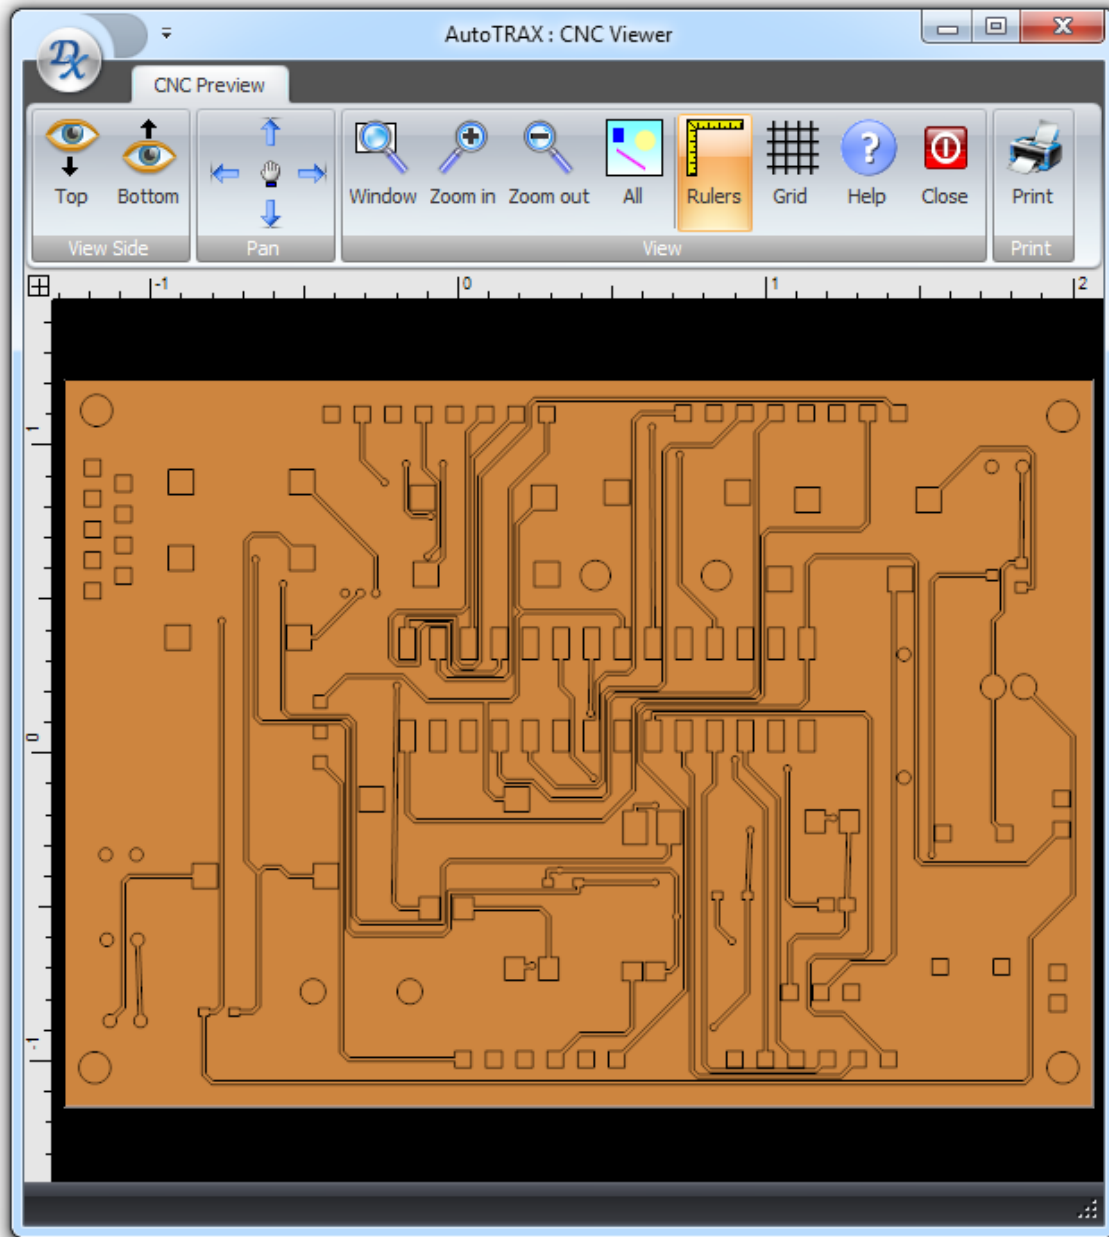 AutoTRAX : CNC Viewer
DX
CNC Preview
Top Bottom Window Zoom in Zoom out All Rulers Grid Help Close Print
View Side Pan View Print
-1 0 1 2
1
0
-1